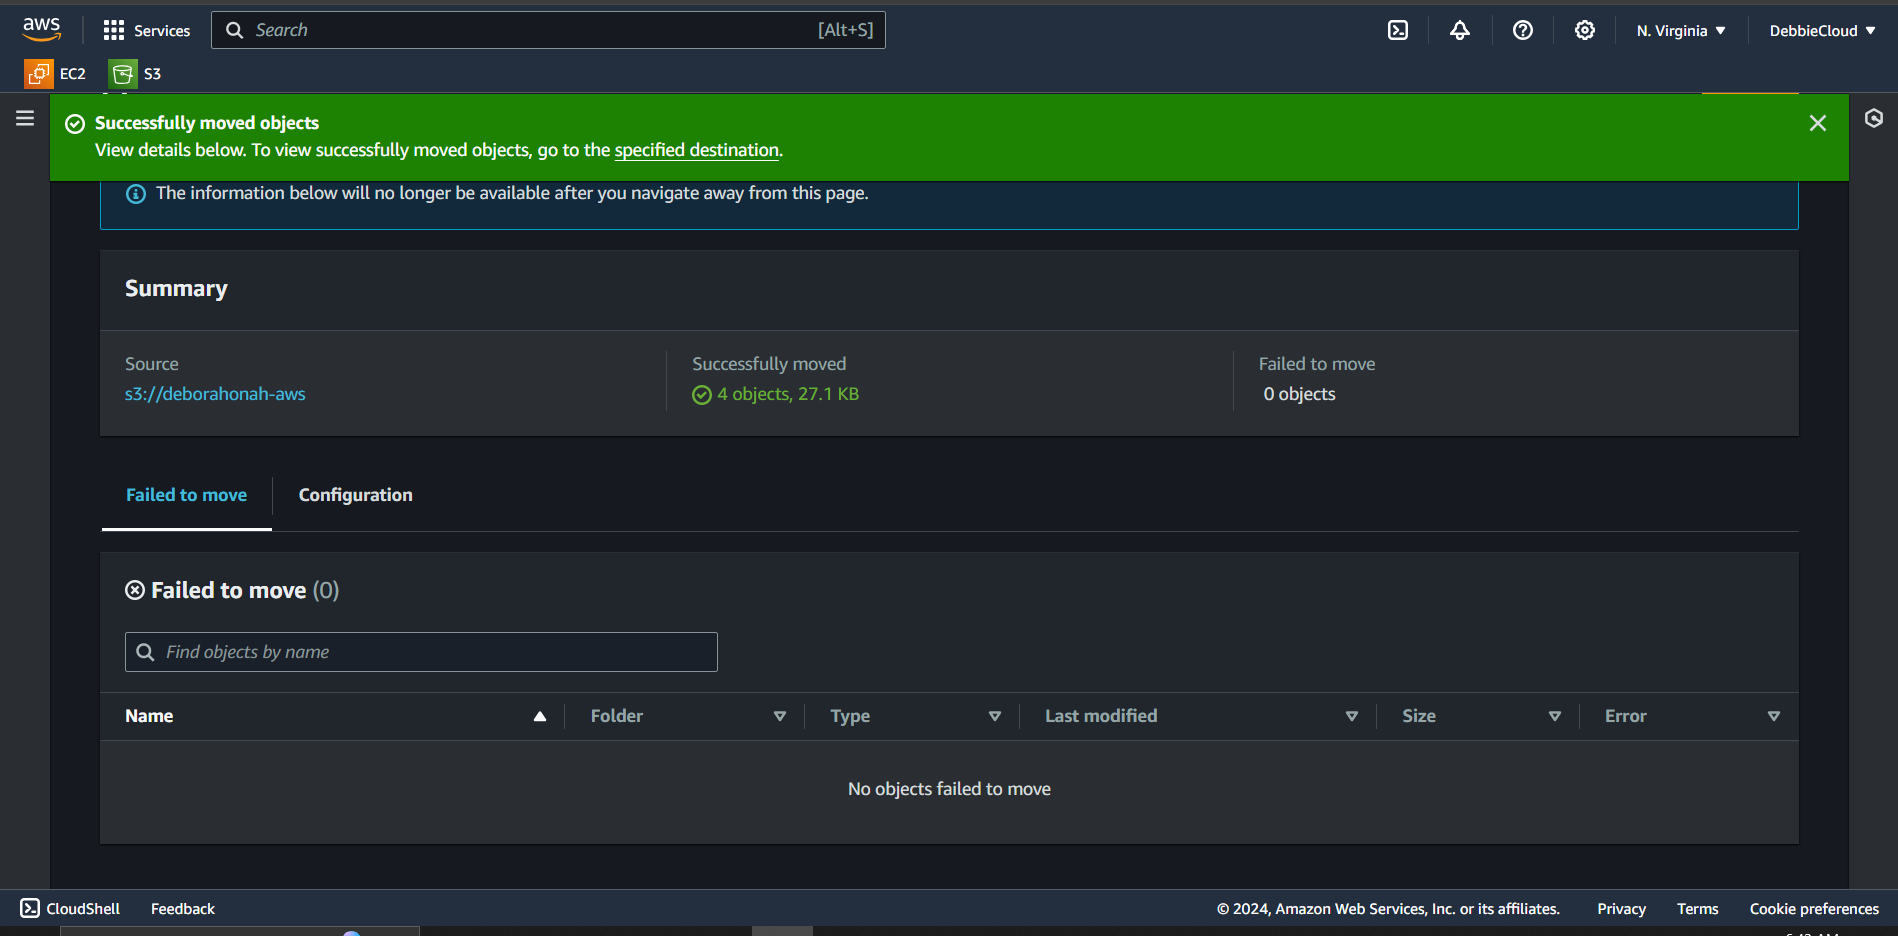 aws
Services
Search
[Alt+S]
N. Virginia
DebbieCloud
EC2
S3
Successfully moved objects
View details below. To view successfully moved objects, go to the specified destination.
The information below will no longer be available after you navigate away from this page.
Summary
Source
s3://deborahonah-aws
Successfully moved
4 objects, 27.1 KB
Failed to move
0 objects
Failed to move
Configuration
Failed to move (0)
Find objects by name
Name
Folder
Type
Last modified
Size
Error
No objects failed to move
CloudShell
Feedback
© 2024, Amazon Web Services, Inc. or its affiliates.
Privacy
Terms
Cookie preferences